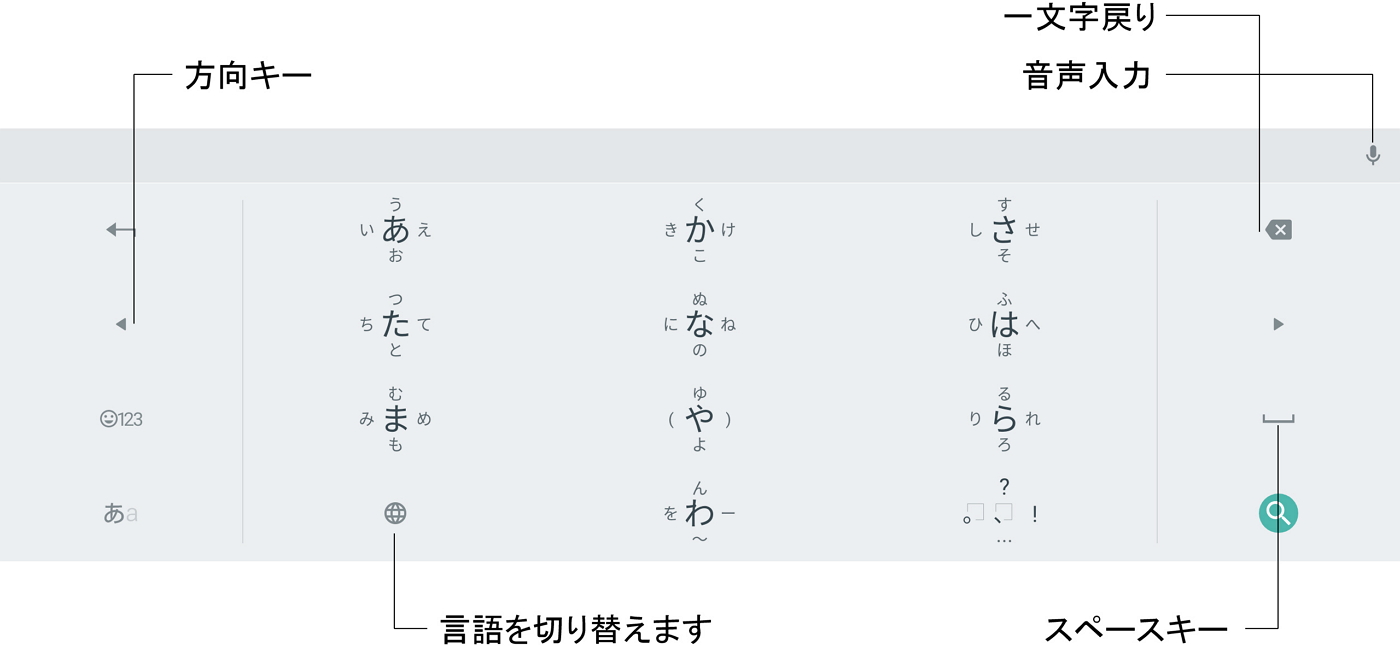 一文字戻り
方向キー
音声入力
う く す
い あ え き か け し さ せ
お こ そ
つ ぬ ふ
ち た て に な ね ひ は へ
と の ほ
む ゆ る
123 み ま め ( や ) り ら れ
も よ ろ
ん ?
あa を わ ー 。 、 !
〜 …
言語を切り替えます
スペースキー